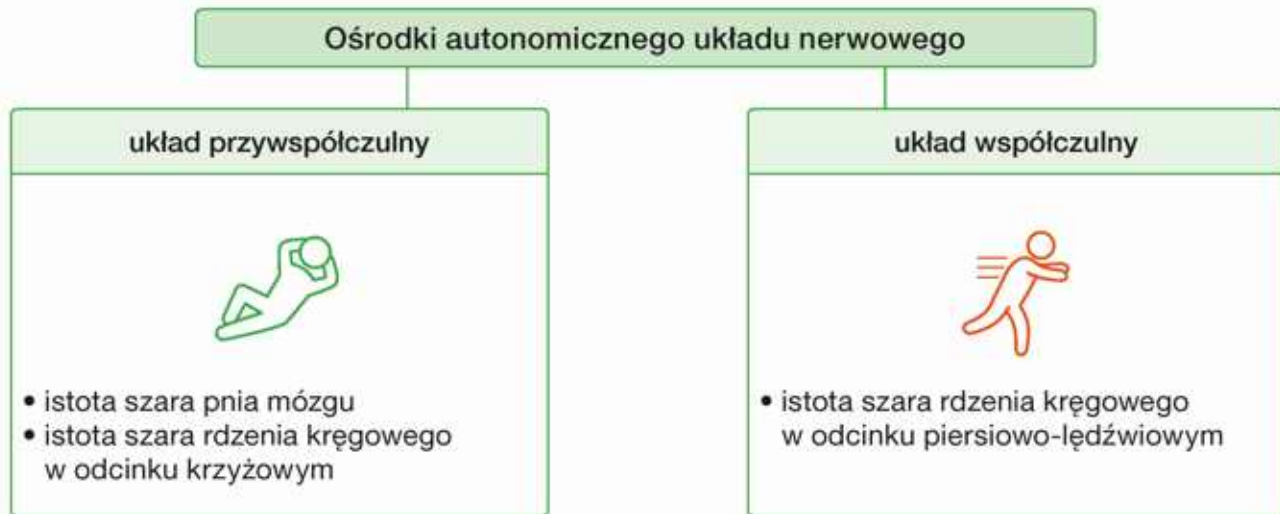 Ośrodki autonomicznego układu nerwowego
układ przywspółczulny
• istota szara pnia mózgu
• istota szara rdzenia kręgowego
w odcinku krzyżowym
układ współczulny
• istota szara rdzenia kręgowego
w odcinku piersiowo-lędźwiowym